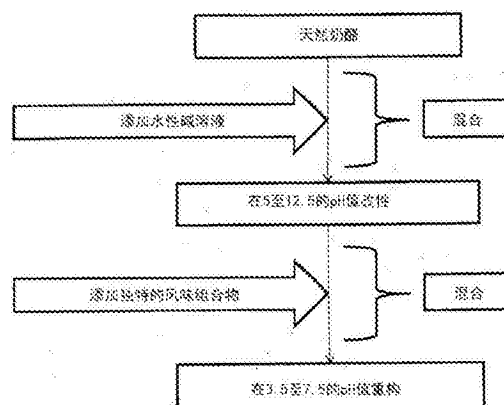 天然奶酪
添加水性碱溶液
混合
在5至12.5的pH值改性
添加独特的风味组合物
混合
在3.5至7.5的pH值重构